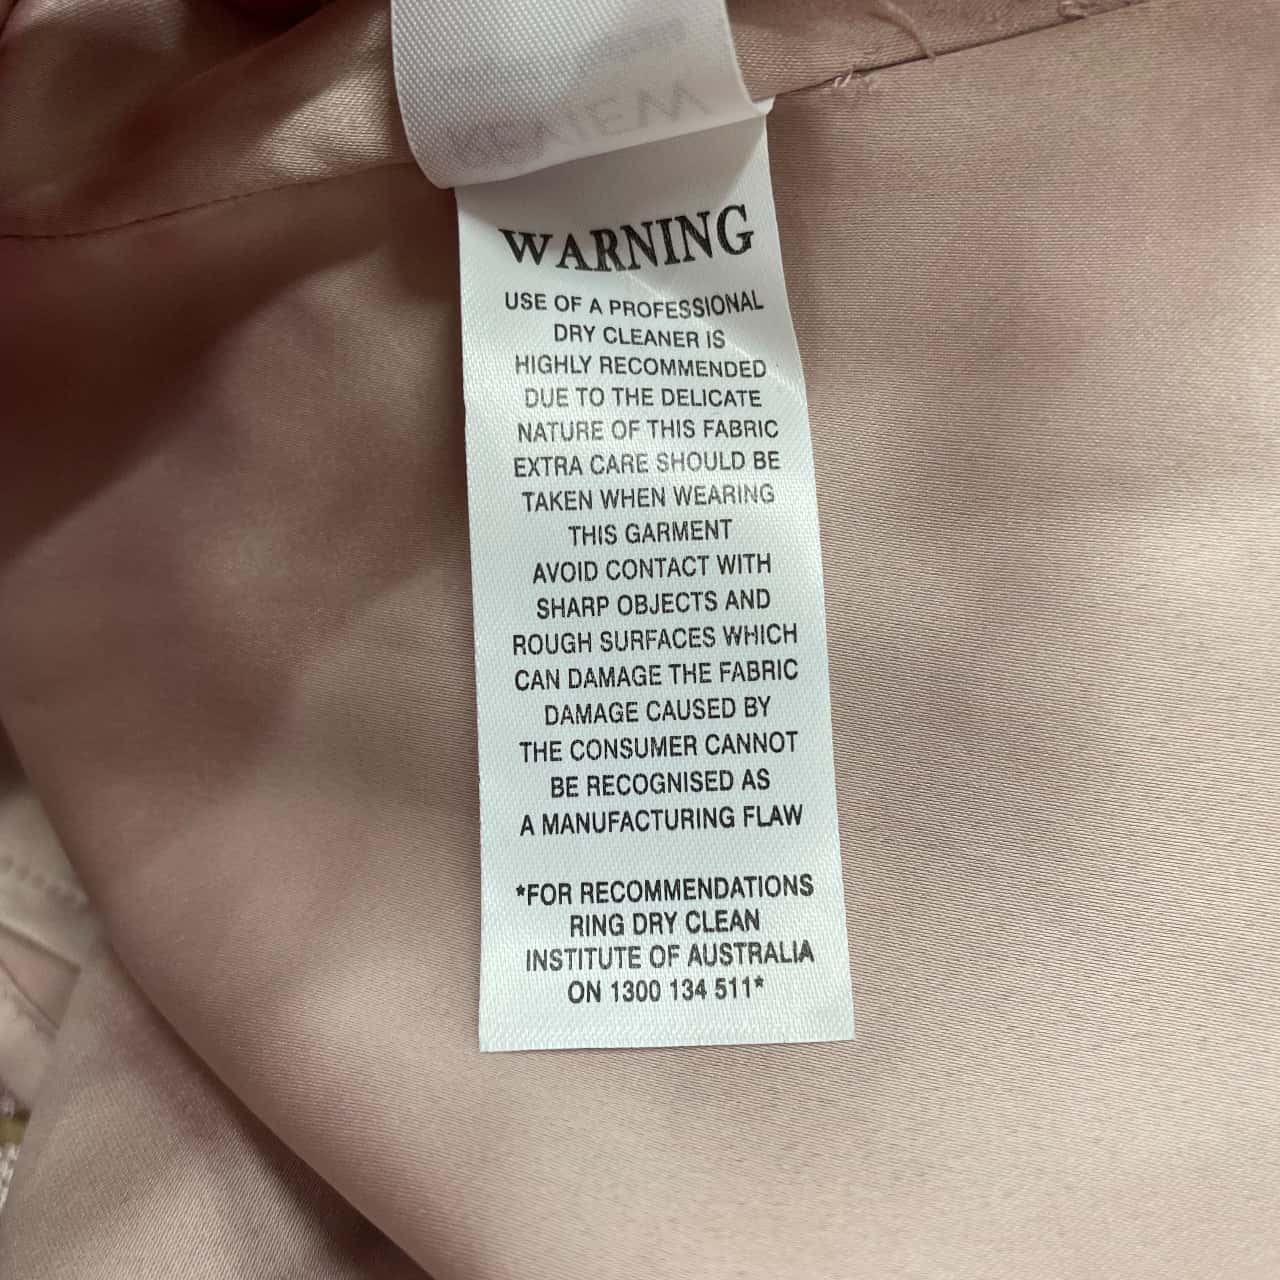 REVIEW
WARNING
USE OF A PROFESSIONAL
DRY CLEANER IS
HIGHLY RECOMMENDED
DUE TO THE DELICATE
NATURE OF THIS FABRIC
EXTRA CARE SHOULD BE
TAKEN WHEN WEARING
THIS GARMENT
AVOID CONTACT WITH
SHARP OBJECTS AND
ROUGH SURFACES WHICH
CAN DAMAGE THE FABRIC
DAMAGE CAUSED BY
THE CONSUMER CANNOT
BE RECOGNISED AS
A MANUFACTURING FLAW
*FOR RECOMMENDATIONS
RING DRY CLEAN
INSTITUTE OF AUSTRALIA
ON 1300 134 511*